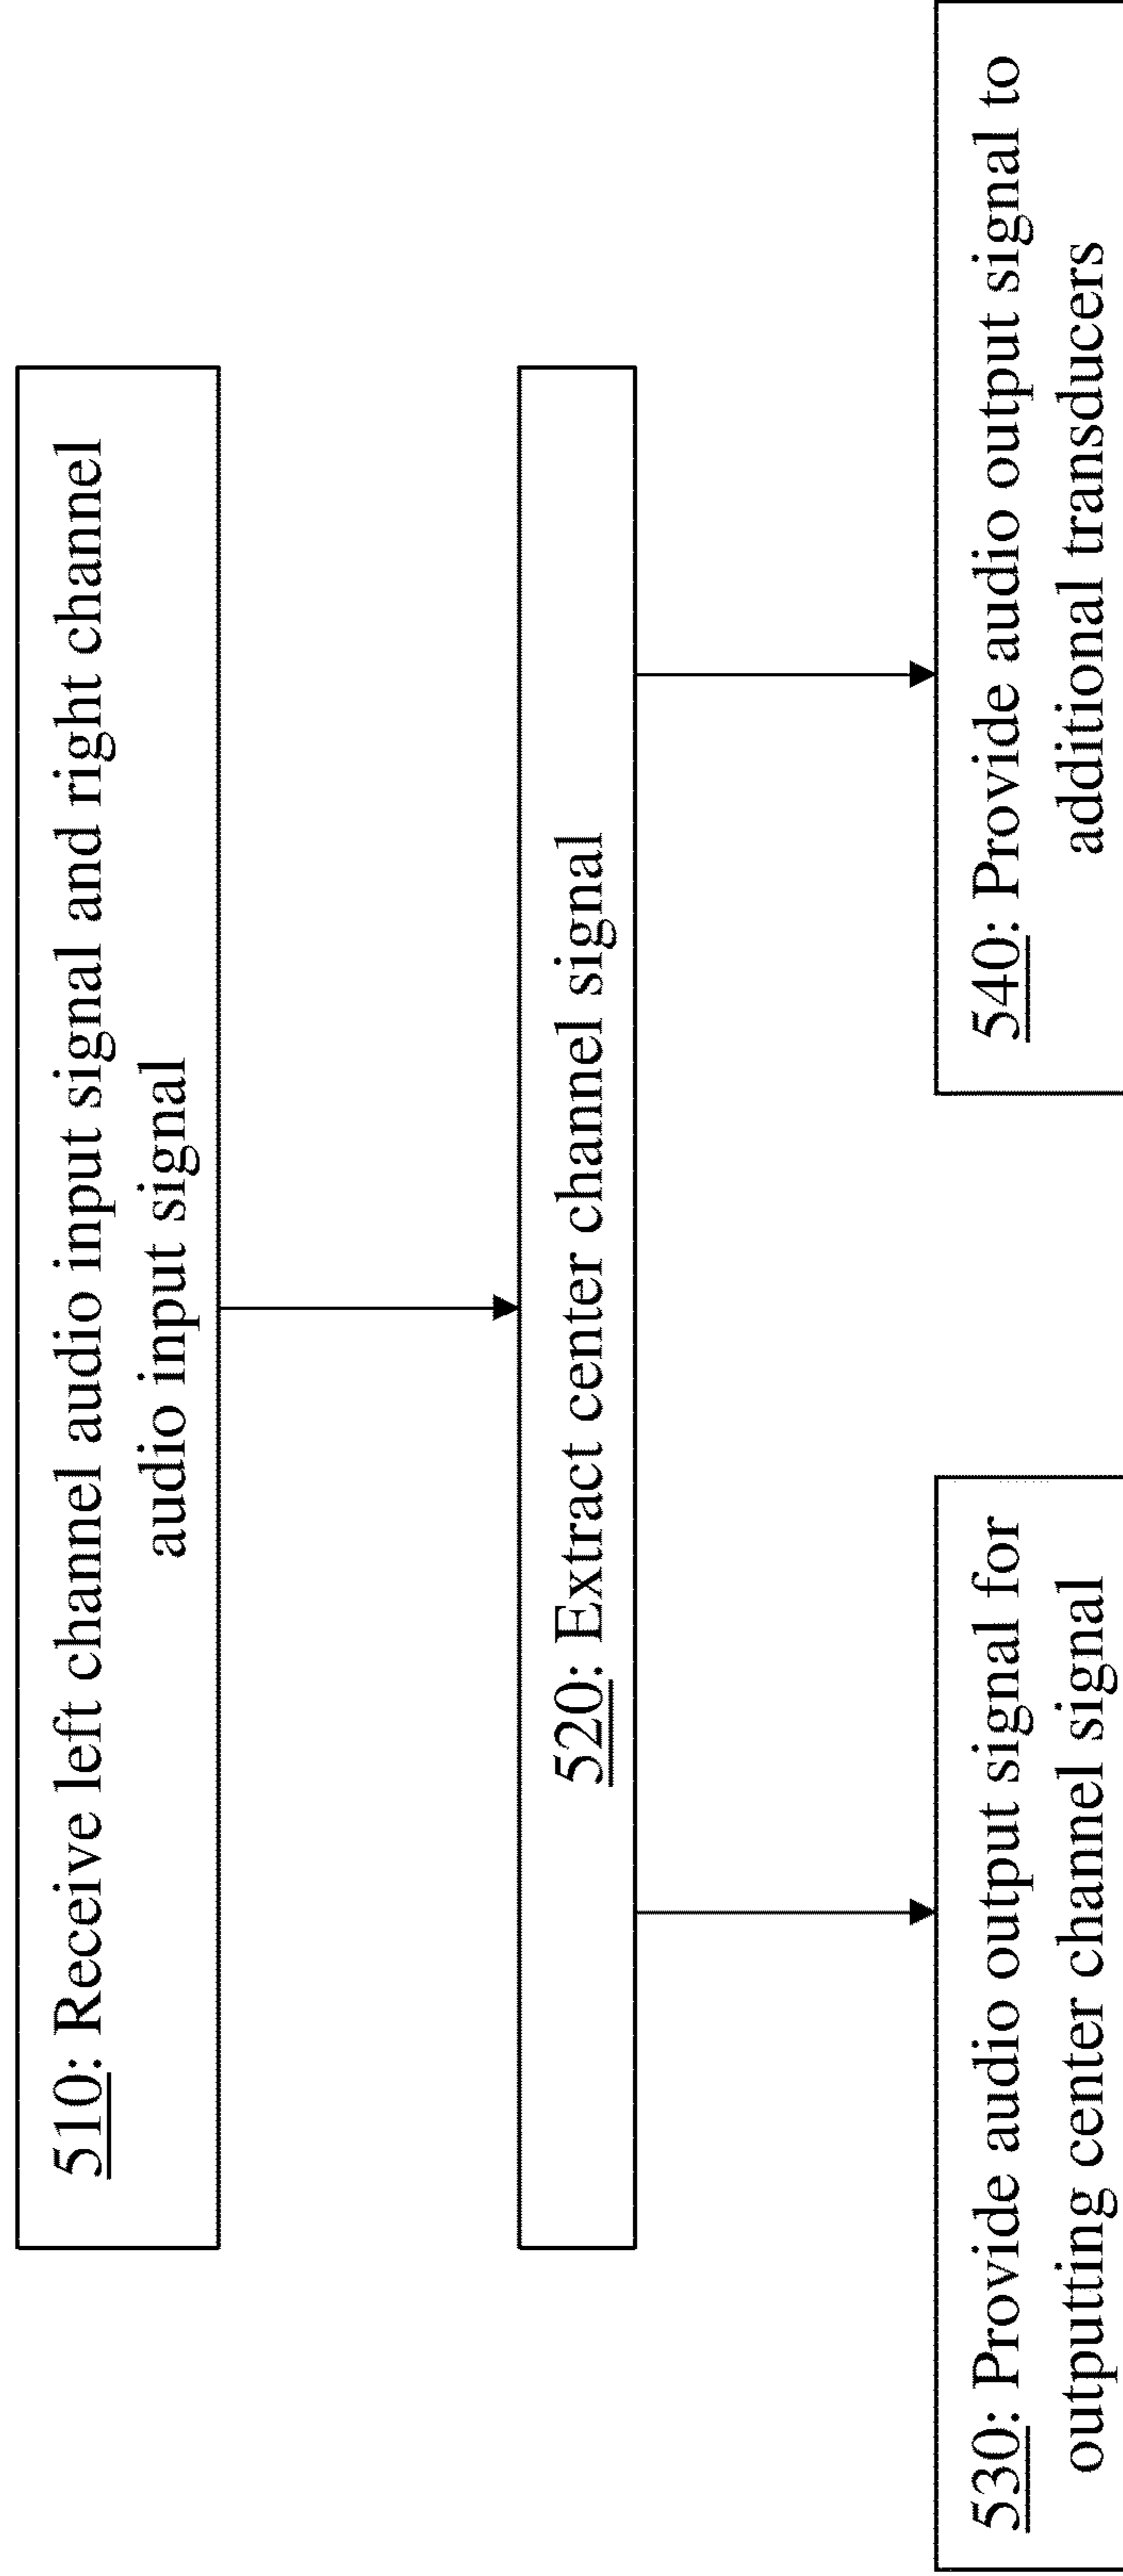 510: Receive left channel audio input signal and right channel
audio input signal
520: Extract center channel signal
530: Provide audio output signal for
outputting center channel signal
540: Provide audio output signal to
additional transducers